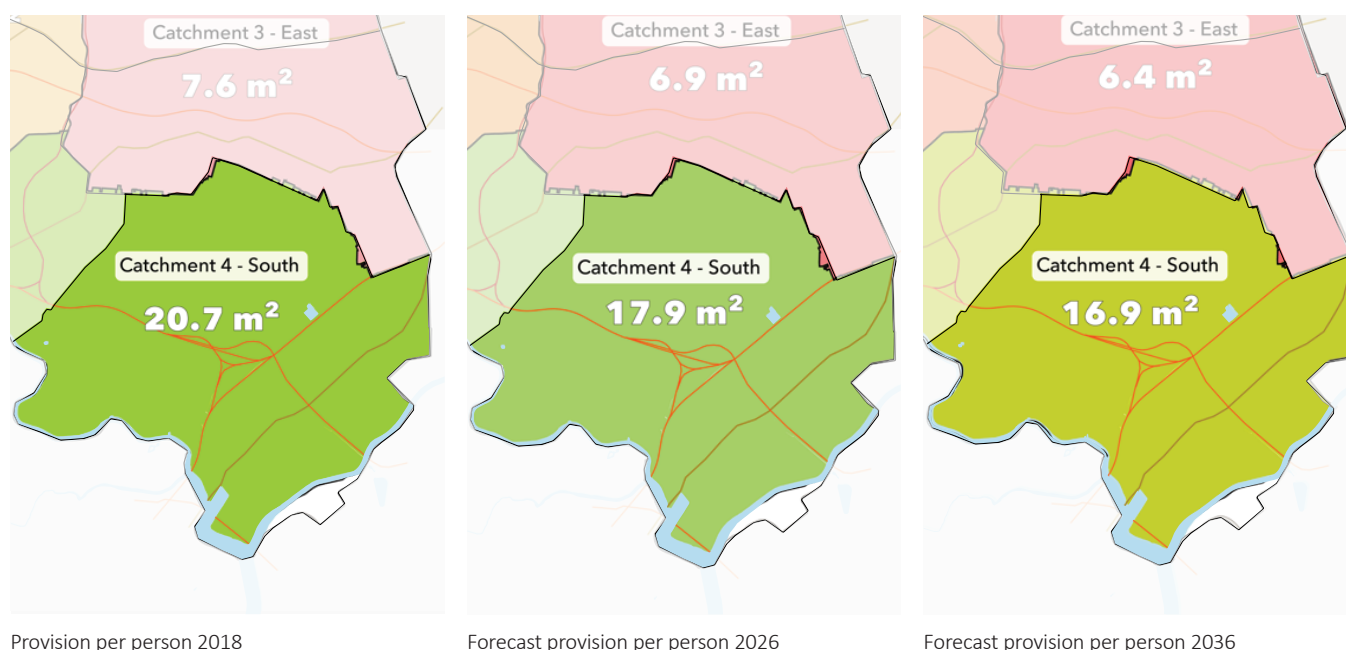 Catchment 3 - East
7.6 m²
Catchment 4 - South
20.7 m²
Provision per person 2018
Catchment 3 - East
6.9 m²
Catchment 4 - South
17.9 m²
Forecast provision per person 2026
Catchment 3 - East
6.4 m²
Catchment 4 - South
16.9 m²
Forecast provision per person 2036